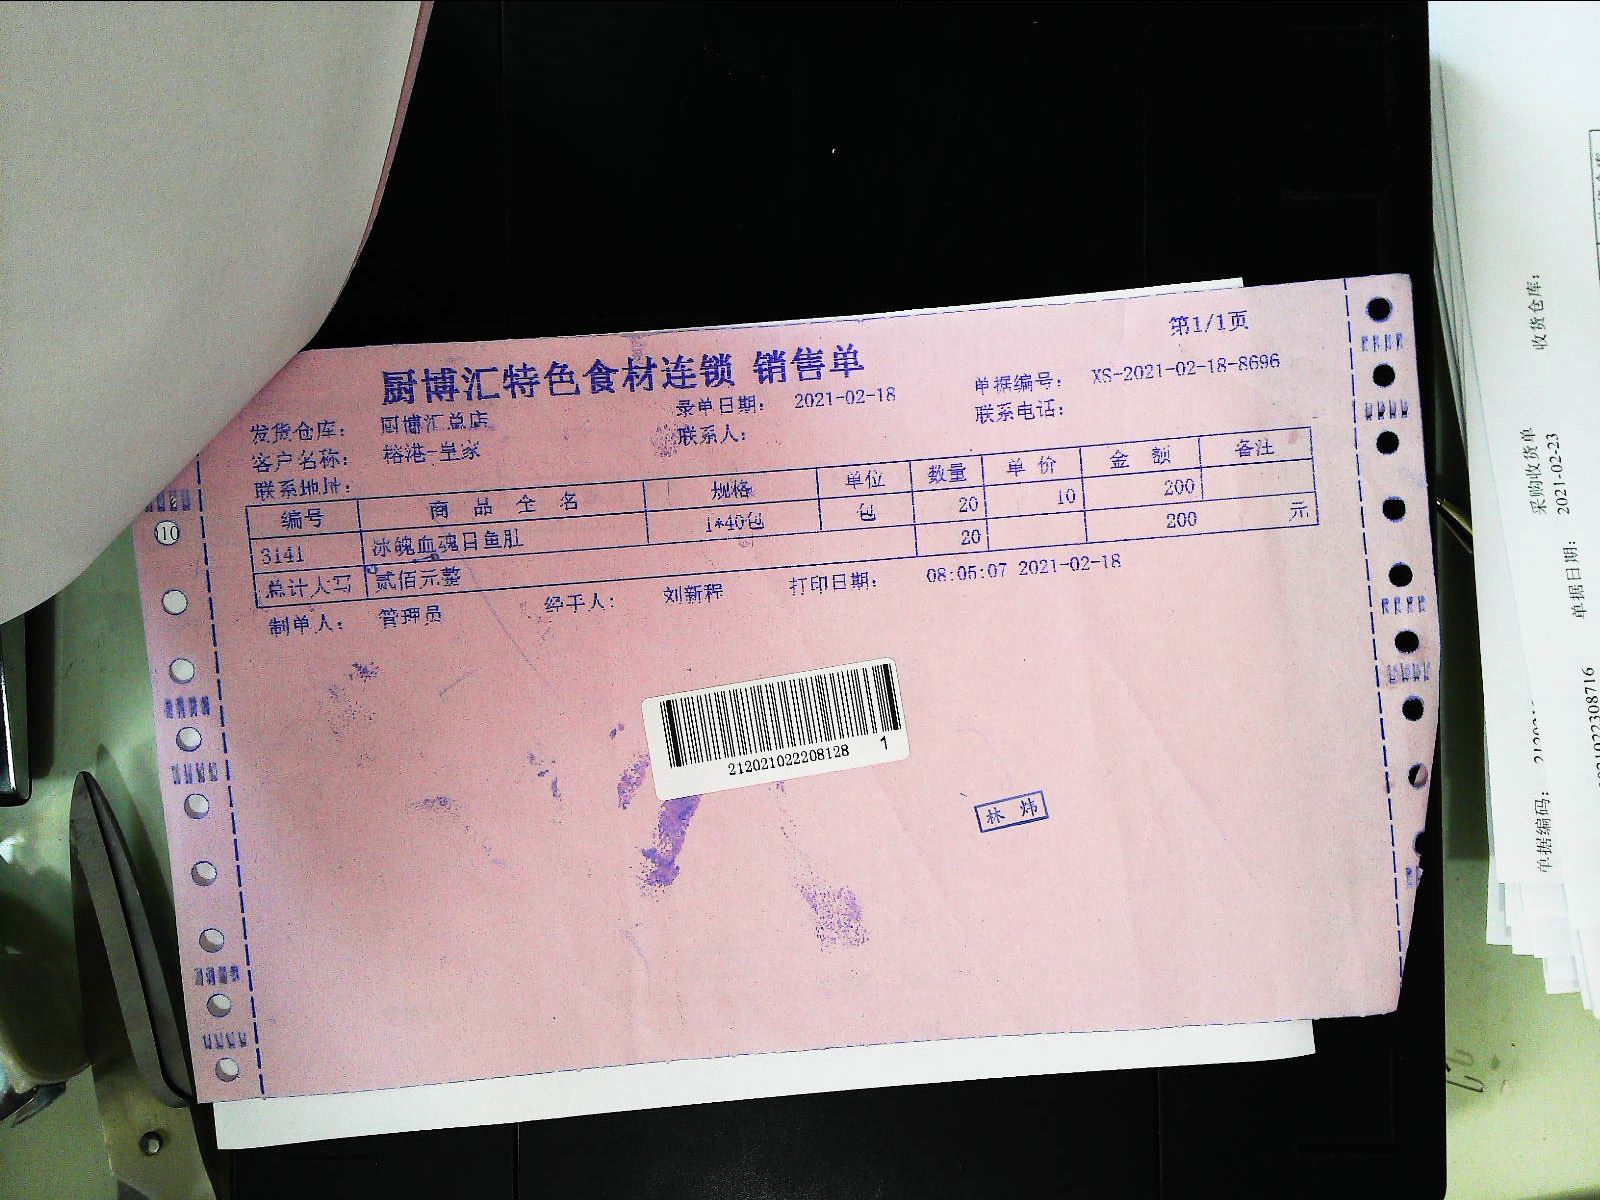 第1/1页
厨博汇特色食材连锁 销售单
发货仓库： 厨博汇总店 录单日期： 2021-02-18 单据编号： XS-2021-02-18-8696
客户名称： 榕港-皇家 联系人： 联系电话：
联系地址：
编号 商品全名 规格 单位 数量 单价 金额 备注
3141 冰魄血魂目鱼肚 1*40包 包 20 10 200
总计大写 贰佰元整 20 200 元
制单人： 管理员 经手人： 刘新程 打印日期： 08:05:07 2021-02-18
212021022208128 1
林 炜
10
收货仓库：
采购收货单
2021-02-23
单据日期：
单据编码：